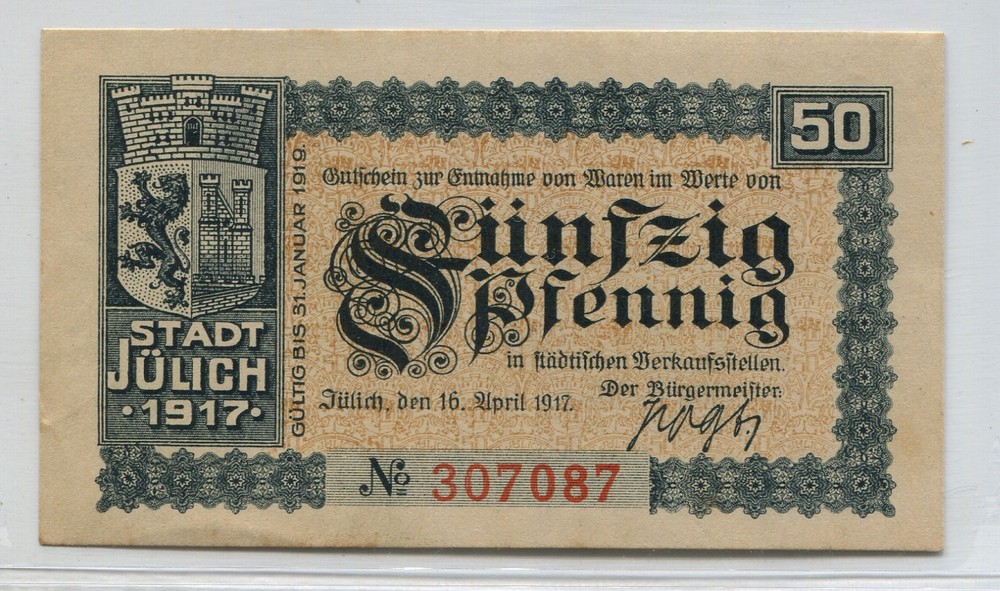 STADT
JÜLICH
·1917·
GÜLTIG BIS 31. JANUAR 1919.
50
Gutschein zur Entnahme von Waren im Werte von
Fünfzig
Pfennig
in städtischen Verkaufsstellen.
Jülich, den 16. April 1917.
Der Bürgermeister:
No 307087